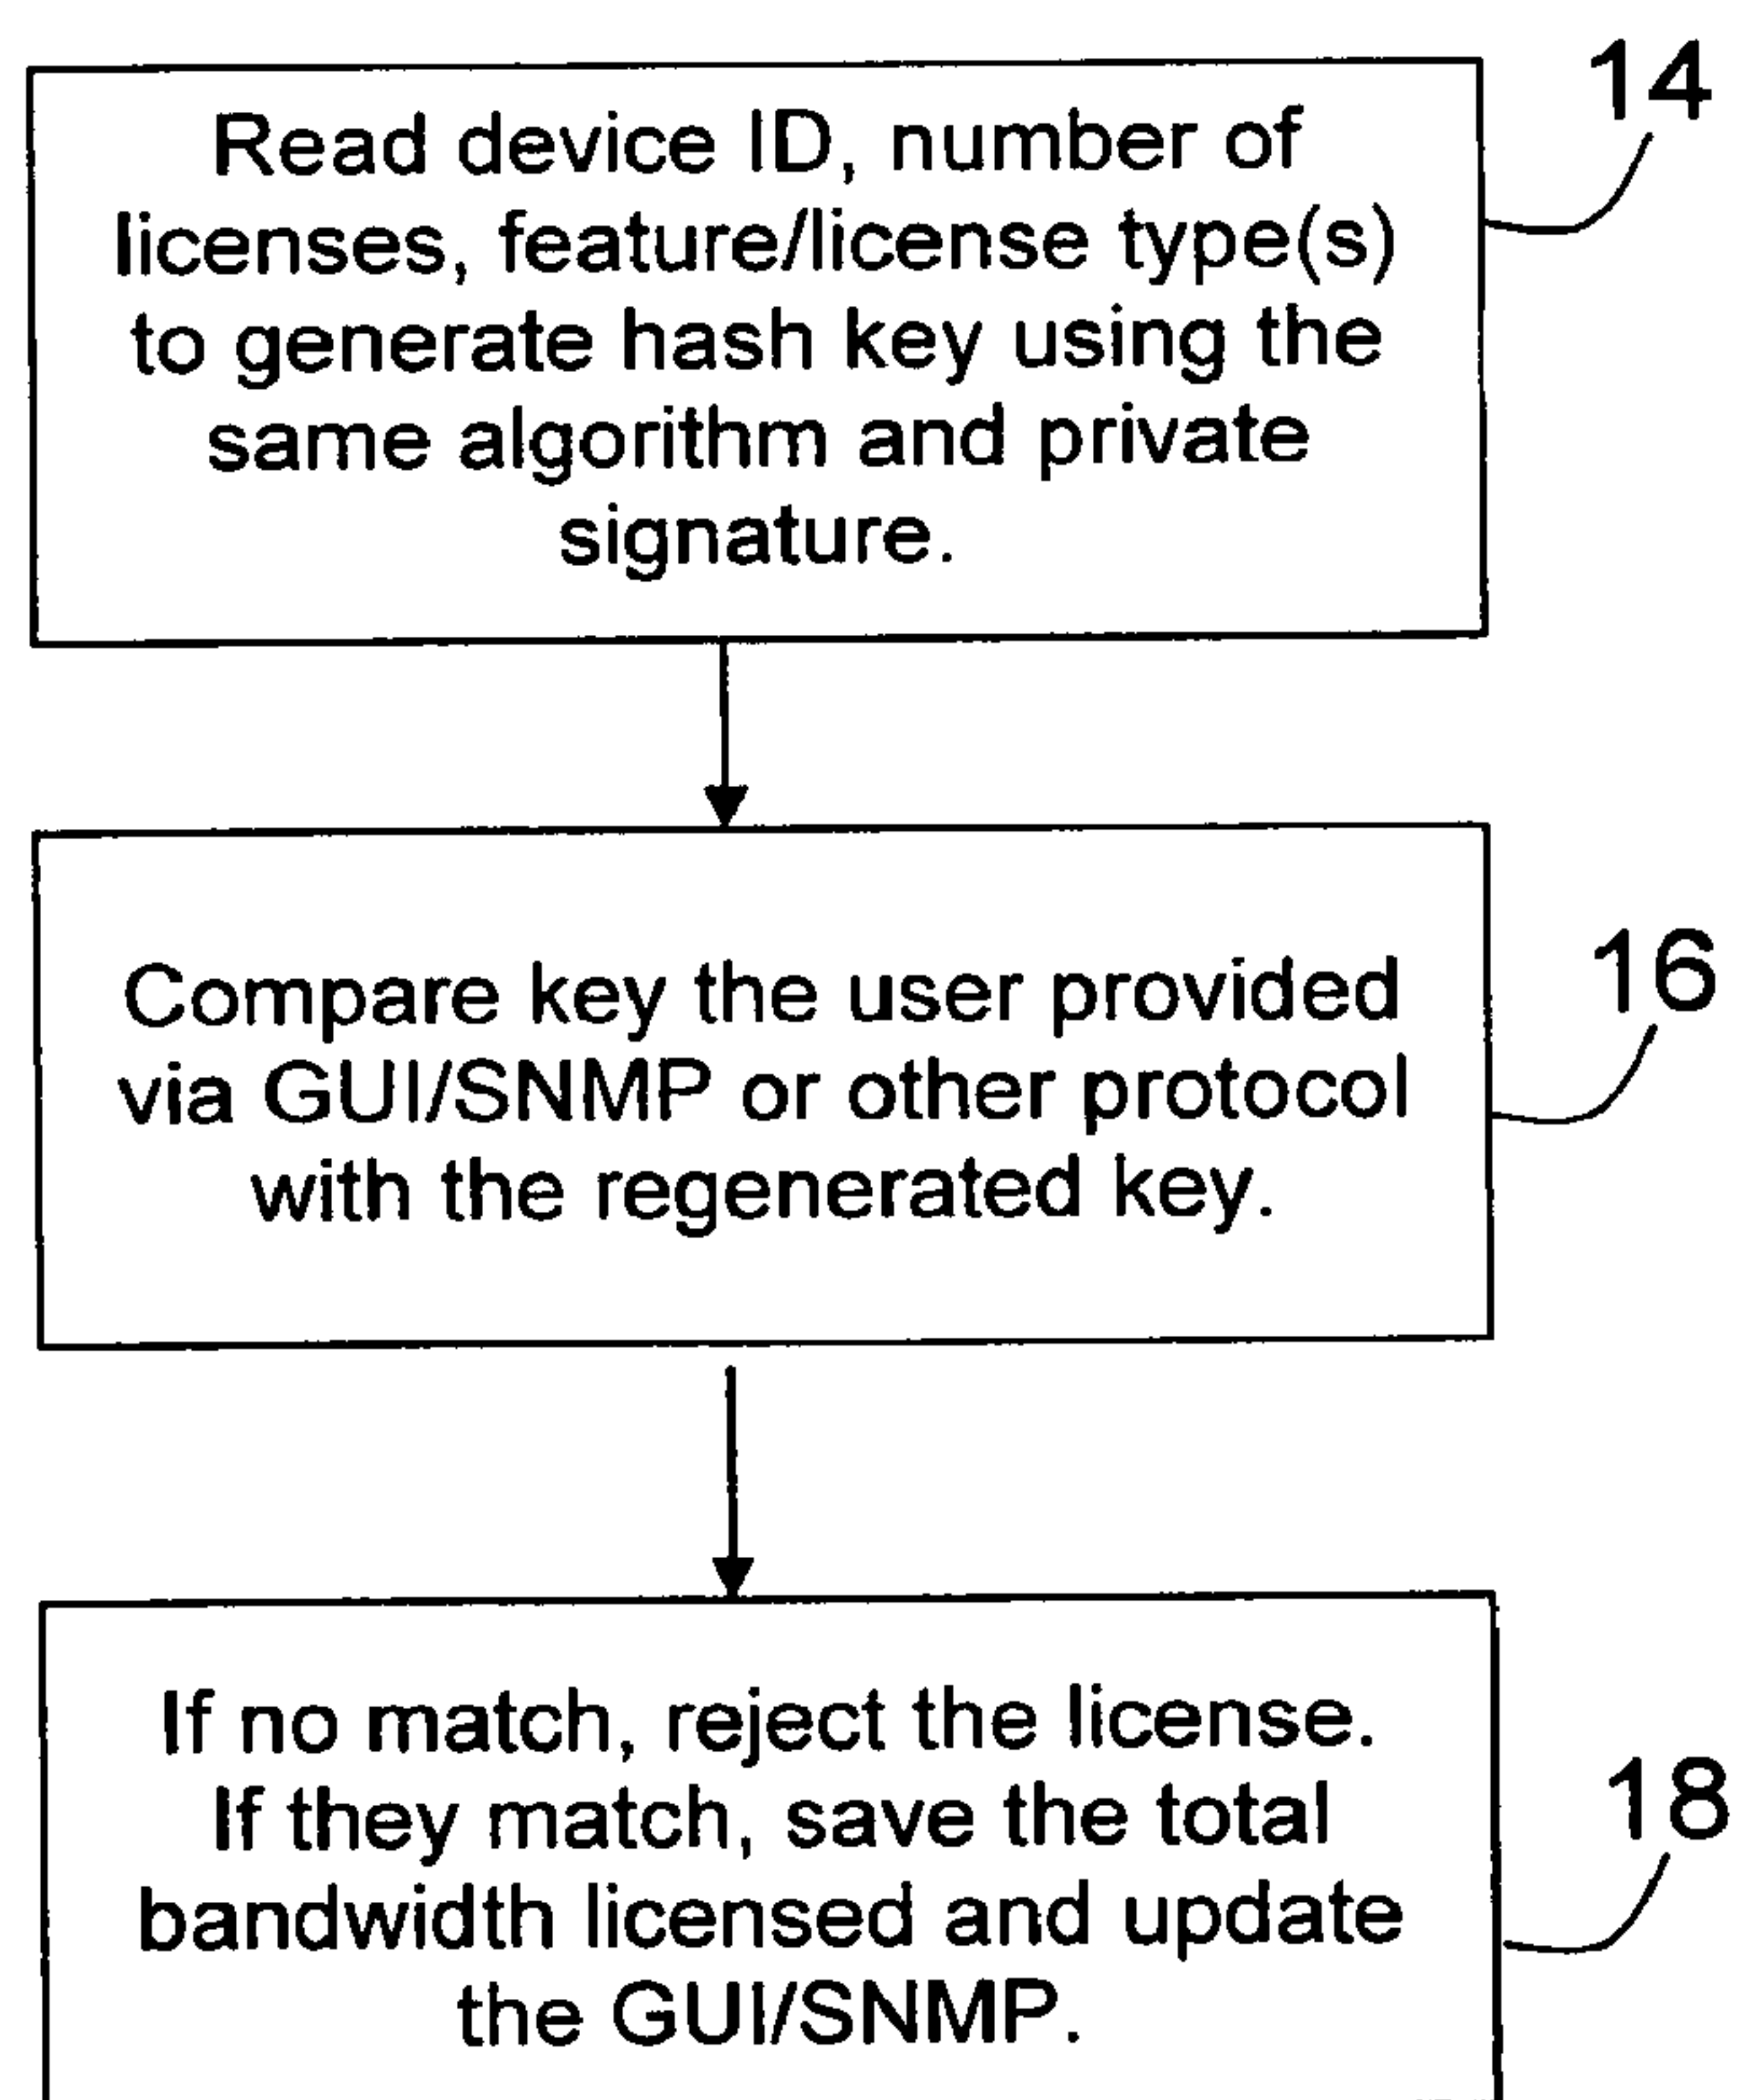 14
Read device ID, number of
licenses, feature/license type(s)
to generate hash key using the
same algorithm and private
signature.
16
Compare key the user provided
via GUI/SNMP or other protocol
with the regenerated key.
18
If no match, reject the license.
If they match, save the total
bandwidth licensed and update
the GUI/SNMP.